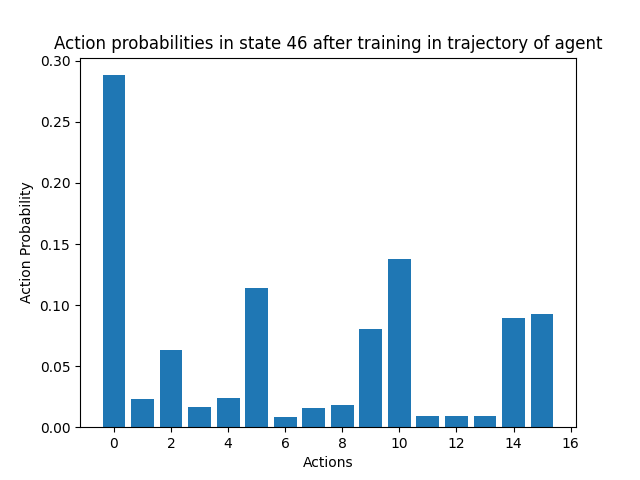 Action probabilities in state 46 after training in trajectory of agent
0.30
0.25
0.20
0.15
0.10
0.05
0.00
Action Probability
0 2 4 6 8 10 12 14 16
Actions